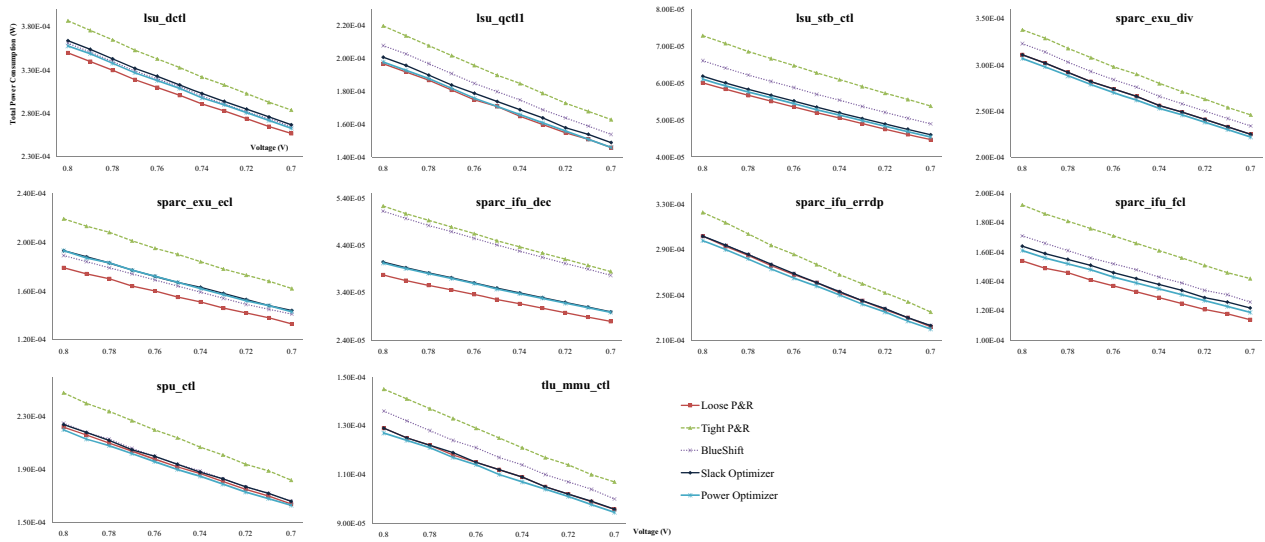 lsu_dctl
Total Power Consumption (W)
3.80E-04
3.30E-04
2.80E-04
2.30E-04
Voltage (V)
0.8 0.78 0.76 0.74 0.72 0.7
lsu_qctl1
2.20E-04
2.00E-04
1.80E-04
1.60E-04
1.40E-04
0.8 0.78 0.76 0.74 0.72 0.7
lsu_stb_ctl
8.00E-05
7.00E-05
6.00E-05
5.00E-05
4.00E-05
0.8 0.78 0.76 0.74 0.72 0.7
sparc_exu_div
3.50E-04
3.00E-04
2.50E-04
2.00E-04
0.8 0.78 0.76 0.74 0.72 0.7
sparc_exu_ecl
2.40E-04
2.00E-04
1.60E-04
1.20E-04
0.8 0.78 0.76 0.74 0.72 0.7
sparc_ifu_dec
5.40E-05
4.40E-05
3.40E-05
2.40E-05
0.8 0.78 0.76 0.74 0.72 0.7
sparc_ifu_errdp
3.30E-04
2.90E-04
2.50E-04
2.10E-04
0.8 0.78 0.76 0.74 0.72 0.7
sparc_ifu_fcl
2.00E-04
1.80E-04
1.60E-04
1.40E-04
1.20E-04
1.00E-04
0.8 0.78 0.76 0.74 0.72 0.7
spu_ctl
2.30E-04
1.90E-04
1.50E-04
0.8 0.78 0.76 0.74 0.72 0.7
tlu_mmu_ctl
1.50E-04
1.30E-04
1.10E-04
9.00E-05
0.8 0.78 0.76 0.74 0.72 0.7
Voltage (V)
Loose P&R
Tight P&R
BlueShift
Slack Optimizer
Power Optimizer